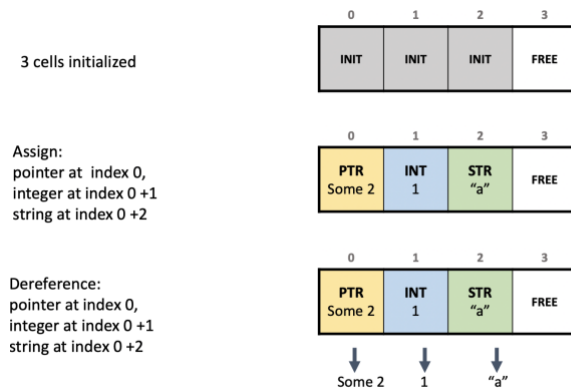 0 1 2 3
3 cells initialized
INIT INIT INIT FREE
0 1 2 3
Assign:
pointer at index 0,
integer at index 0 +1
string at index 0 +2
PTR INT STR FREE
Some 2 1 “a”
0 1 2 3
Dereference:
pointer at index 0,
integer at index 0 +1
string at index 0 +2
PTR INT STR FREE
Some 2 1 “a”
Some 2 1 “a”